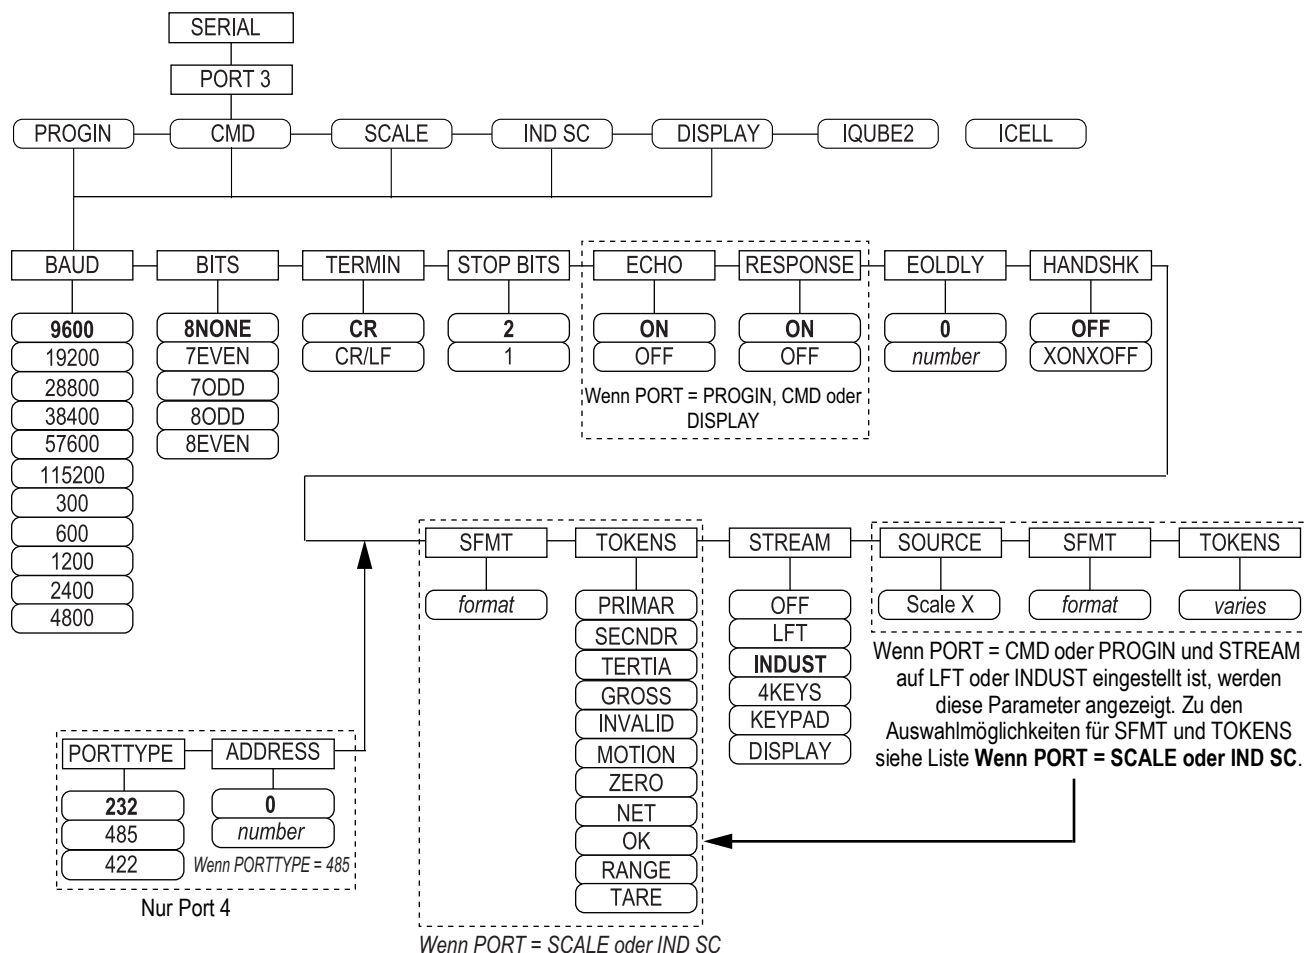 SERIAL
PORT 3
PROGIN CMD SCALE IND SC DISPLAY IQUBE2 ICELL
BAUD BITS TERMIN STOP BITS ECHO RESPONSE EOLDLY HANDSHK
9600 8NONE CR 2 ON ON 0 OFF
19200 7EVEN CR/LF 1 OFF OFF number XONXOFF
28800 7ODD
38400 8ODD
57600 8EVEN
115200
300
600
1200
2400
4800
Wenn PORT = PROGIN, CMD oder
DISPLAY
SFMT TOKENS STREAM SOURCE SFMT TOKENS
format PRIMAR OFF Scale X format varies
SECNDR LFT
TERTIA INDUST
GROSS 4KEYS
INVALID KEYPAD
MOTION DISPLAY
ZERO
NET
OK
RANGE
TARE
Wenn PORT = CMD oder PROGIN und STREAM
auf LFT oder INDUST eingestellt ist, werden
diese Parameter angezeigt. Zu den
Auswahlmöglichkeiten für SFMT und TOKENS
siehe Liste Wenn PORT = SCALE oder IND SC.
PORTTYPE ADDRESS
232 0
485 number
422 Wenn PORTTYPE = 485
Nur Port 4
Wenn PORT = SCALE oder IND SC